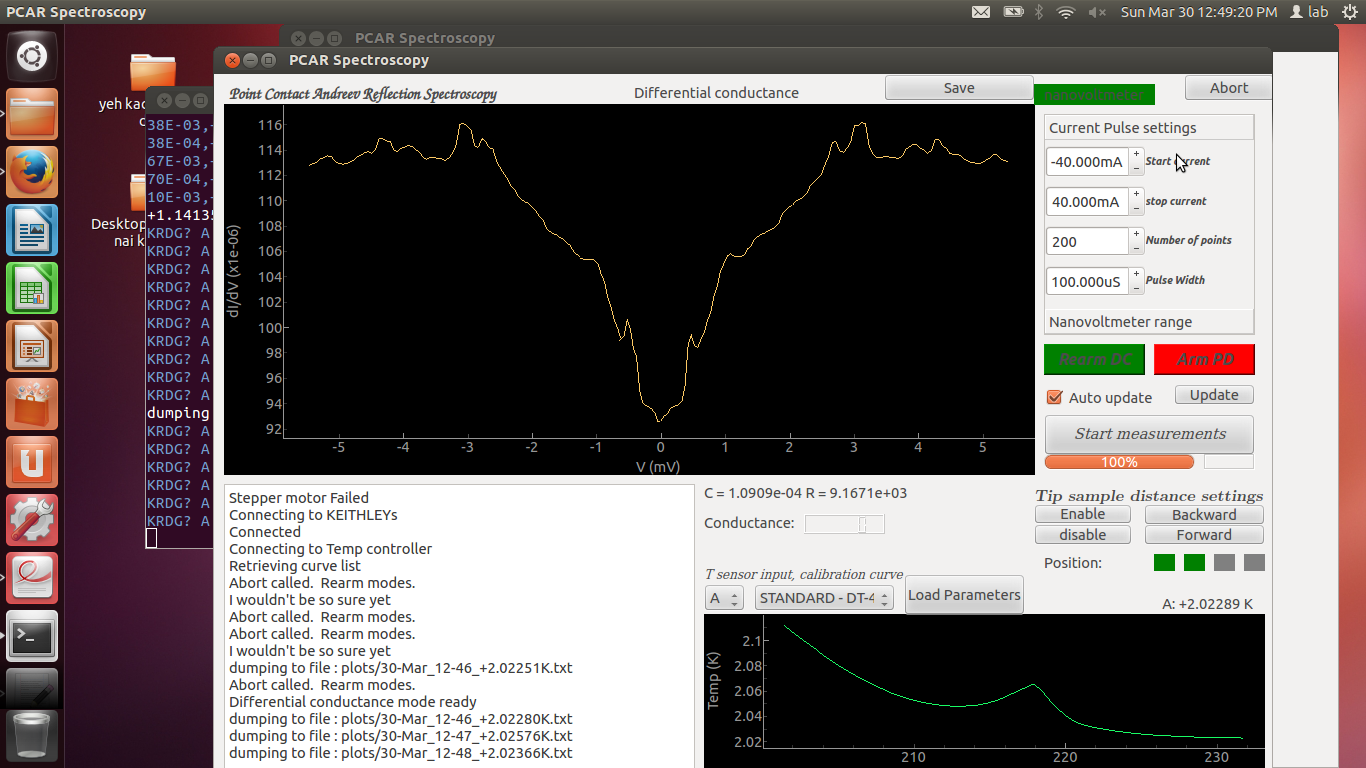 PCAR Spectroscopy
Sun Mar 30 12:49:20 PM lab
PCAR Spectroscopy
PCAR Spectroscopy
yeh kac
Desktop
nai k
38E-03,-
38E-04,-
67E-03,-
70E-04,-
10E-03,-
+1.14135
KRDG? A
KRDG? A
KRDG? A
KRDG? A
KRDG? A
KRDG? A
KRDG? A
KRDG? A
KRDG? A
KRDG? A
dumping
KRDG? A
KRDG? A
KRDG? A
KRDG? A
KRDG? A
KRDG? A
Point Contact Andreev Reflection Spectroscopy
Differential conductance
Save
nanovoltmeter
Abort
116
114
112
110
108
106
104
102
100
98
96
94
92
dI/dV (x1e-06)
-5 -4 -3 -2 -1 0 1 2 3 4 5
V (mV)
Current Pulse settings
-40.000mA Start current
40.000mA stop current
200 Number of points
100.000uS Pulse Width
Nanovoltmeter range
Rearm DC Arm PD
Auto update Update
Start measurements
100%
Tip sample distance settings
Enable Backward
disable Forward
Position:
A: +2.02289 K
Stepper motor Failed
Connecting to KEITHLEYs
Connected
Connecting to Temp controller
Retrieving curve list
Abort called. Rearm modes.
I wouldn't be so sure yet
Abort called. Rearm modes.
Abort called. Rearm modes.
I wouldn't be so sure yet
dumping to file : plots/30-Mar_12-46_+2.02251K.txt
Abort called. Rearm modes.
Differential conductance mode ready
dumping to file : plots/30-Mar_12-46_+2.02280K.txt
dumping to file : plots/30-Mar_12-47_+2.02576K.txt
dumping to file : plots/30-Mar_12-48_+2.02366K.txt
C = 1.0909e-04 R = 9.1671e+03
Conductance:
T sensor input, calibration curve
A STANDARD - DT-4 Load Parameters
2.1
2.08
2.06
2.04
2.02
Temp (K)
210 220 230